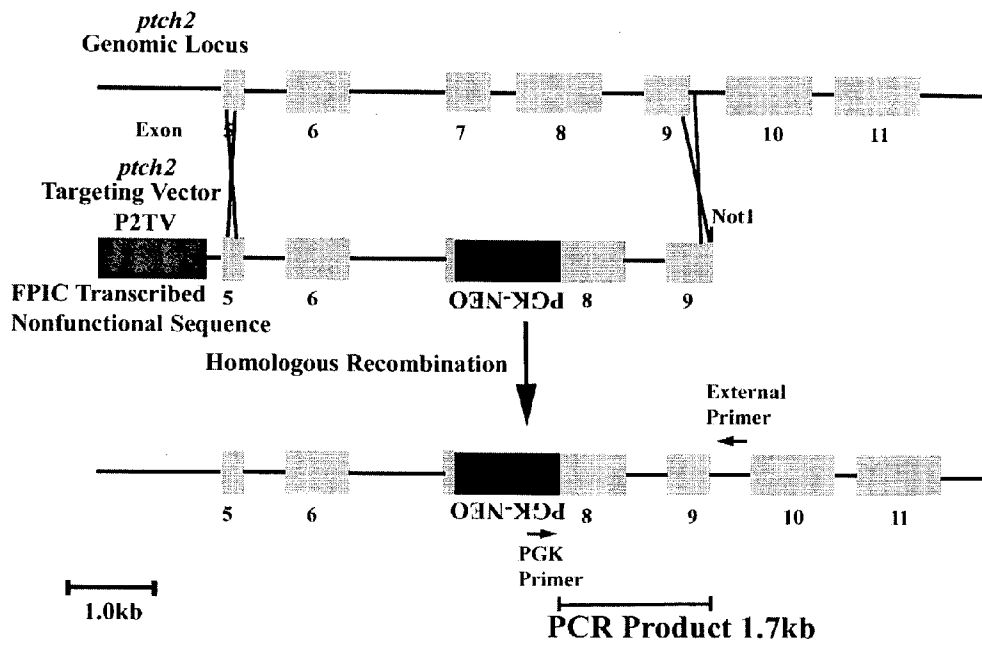 ptch2
Genomic Locus
Exon 5 6 7 8 9 10 11
ptch2
Targeting Vector
P2TV
Not1
FPIC Transcribed
Nonfunctional Sequence
5 6 PGK-NEO 8 9
Homologous Recombination
External
Primer
5 6 PGK-NEO 8 9 10 11
PGK
Primer
1.0kb
PCR Product 1.7kb